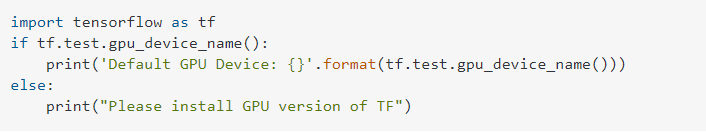 import tensorflow as tf
if tf.test.gpu_device_name():
    print('Default GPU Device: {}'.format(tf.test.gpu_device_name()))
else:
    print("Please install GPU version of TF")